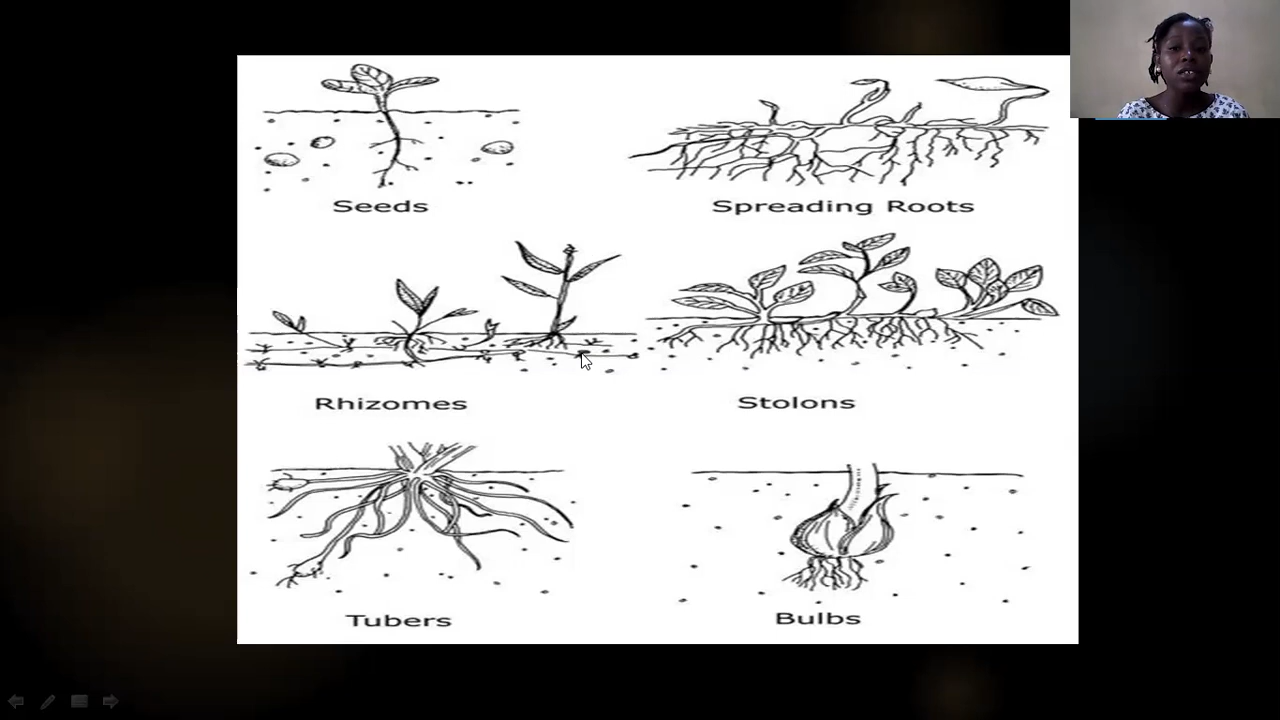 Seeds
Spreading Roots
Rhizomes
Stolons
Tubers
Bulbs